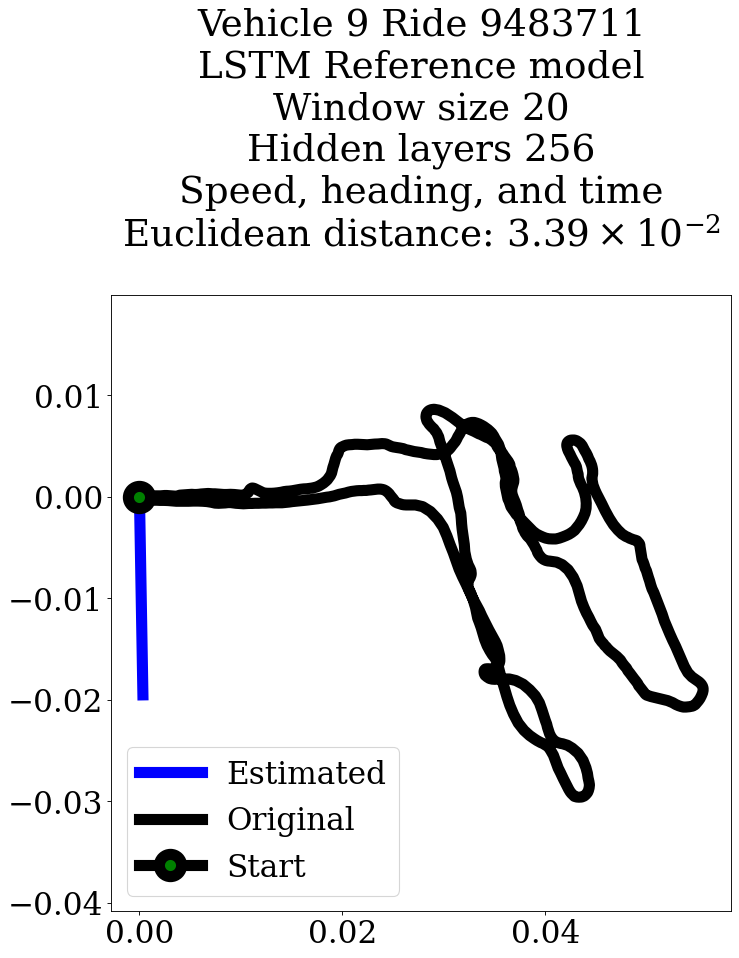 Vehicle 9 Ride 9483711
LSTM Reference model
Window size 20
Hidden layers 256
Speed, heading, and time
Euclidean distance: 3.39 × 10⁻²
0.01
0.00
−0.01
−0.02
−0.03
−0.04
Estimated
Original
Start
0.00 0.02 0.04